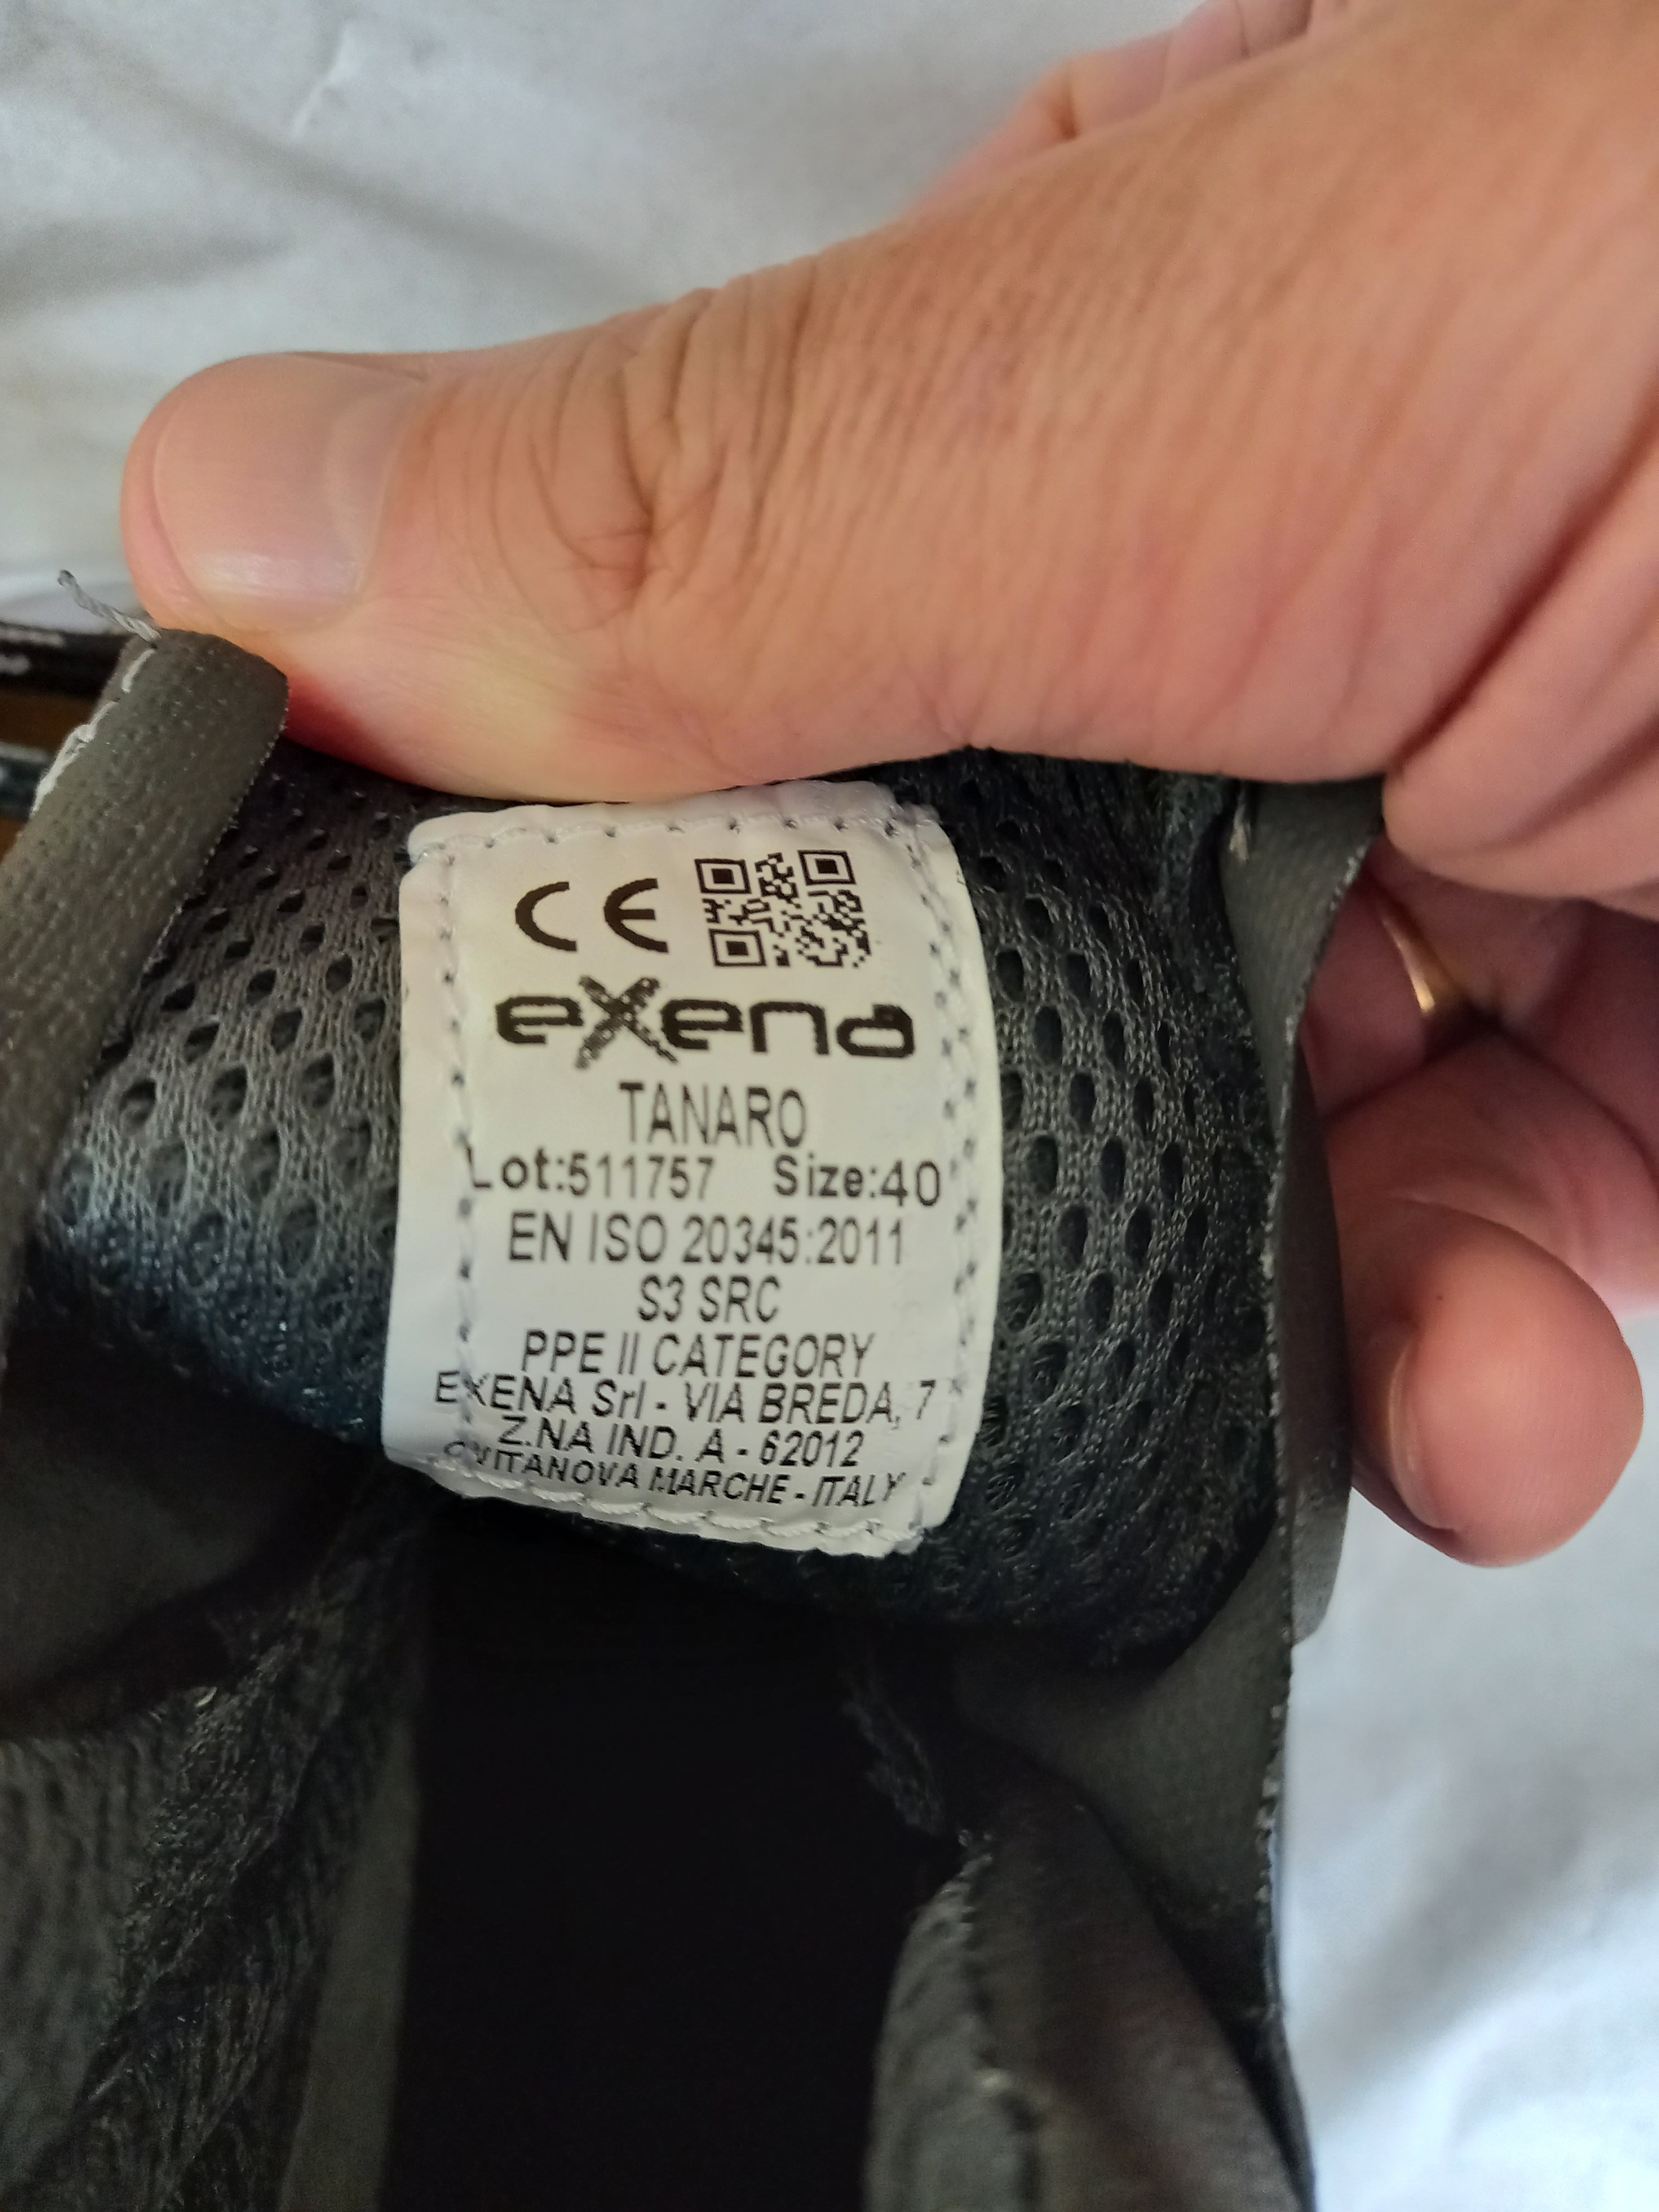 CE
exena
TANARO
Lot:511757 Size:40
EN ISO 20345:2011
S3 SRC
PPE II CATEGORY
EXENA Srl - VIA BREDA, 7
Z.NA IND. A - 62012
CIVITANOVA MARCHE - ITALY